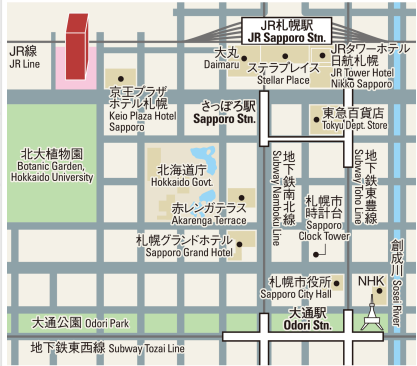 JR札幌駅
JR Sapporo Stn.
JR線
JR Line
大丸
Daimaru
ステラプレイス
Stellar Place
JRタワーホテル
日航札幌
JR Tower Hotel
Nikko Sapporo
京王プラザ
ホテル札幌
Keio Plaza Hotel
Sapporo
さっぽろ駅
Sapporo Stn.
東急百貨店
Tokyu Dept. Store
北大植物園
Botanic Garden,
Hokkaido University
北海道庁
Hokkaido Govt.
赤レンガテラス
Akarenga Terrace
地下鉄南北線
Subway Namboku Line
地下鉄東豊線
Subway Toho Line
札幌市
時計台
Sapporo
Clock Tower
札幌グランドホテル
Sapporo Grand Hotel
創成川
Sosei River
札幌市役所
Sapporo City Hall
NHK
大通公園 Odori Park
大通駅
Odori Stn.
地下鉄東西線 Subway Tozai Line